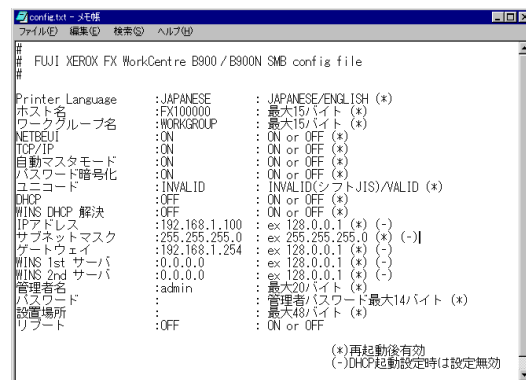 config.txt - メモ帳
ファイル(F) 編集(E) 検索(S) ヘルプ(H)
#
# FUJI XEROX FX WorkCentre B900 / B900N SMB config file
#
Printer Language :JAPANESE : JAPANESE/ENGLISH (*)
ホスト名 :FX100000 : 最大15バイト (*)
ワークグループ名 :WORKGROUP : 最大15バイト (*)
NETBEUI :ON : ON or OFF (*)
TCP/IP :ON : ON or OFF (*)
自動マスタモード :ON : ON or OFF (*)
パスワード暗号化 :ON : ON or OFF (*)
ユニコード :INVALID : INVALID(シフトJIS)/VALID (*)
DHCP :OFF : ON or OFF (*)
WINS DHCP 解決 :OFF : ON or OFF (*)
IPアドレス :192.168.1.100 : ex 128.0.0.1 (*) (-)
サブネットマスク :255.255.255.0 : ex 255.255.255.0 (*) (-)
ゲートウェイ :192.168.1.254 : ex 128.0.0.1 (*) (-)
WINS 1st サーバ :0.0.0.0 : ex 128.0.0.1 (*) (-)
WINS 2nd サーバ :0.0.0.0 : ex 128.0.0.1 (*) (-)
管理者名 :admin : 最大20バイト (*)
パスワード : : 管理者パスワード最大14バイト (*)
設置場所 : : 最大48バイト (*)
リブート :OFF : ON or OFF
(*)再起動後有効
(-)DHCP起動設定時は設定無効